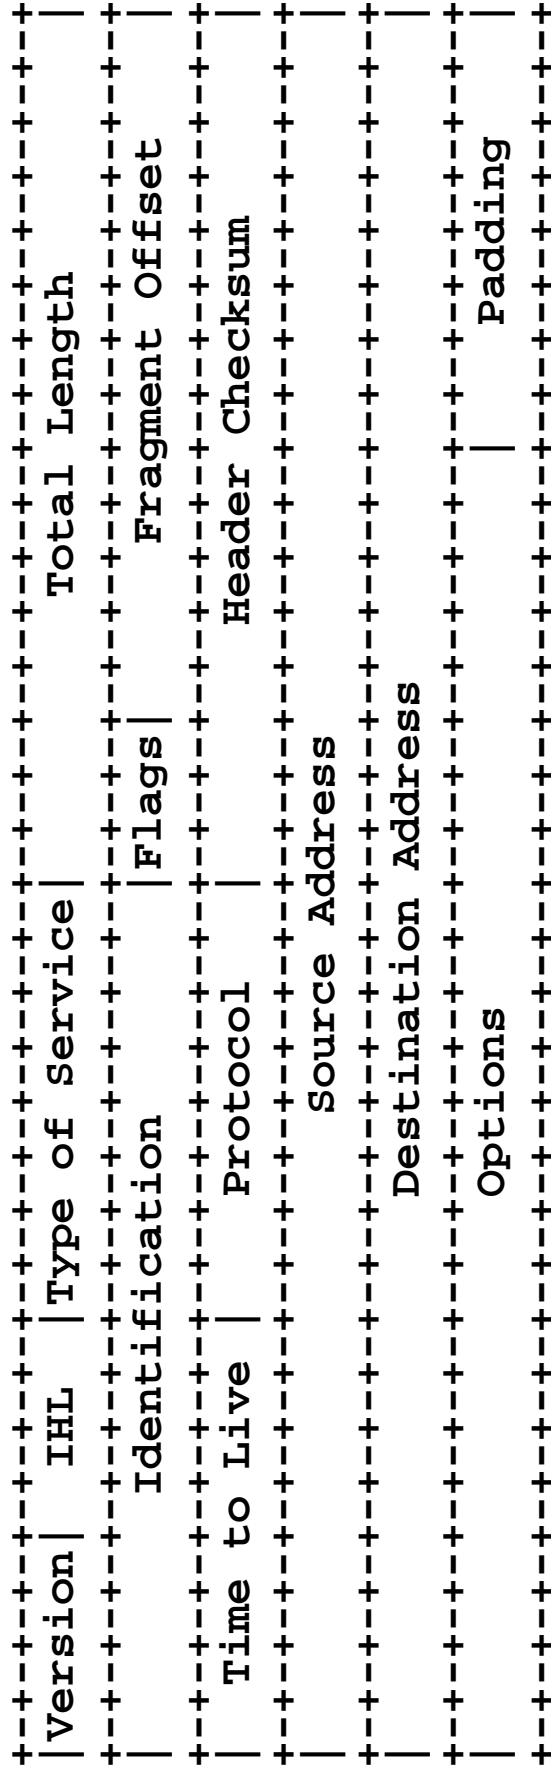 +-+-+-+-+-+-+-+-+-+-+-+-+-+-+-+-+-+-+-+-+-+-+-+-+-+-+-+-+-+-+-+-+
|Version|  IHL  |Type of Service|          Total Length         |
+-+-+-+-+-+-+-+-+-+-+-+-+-+-+-+-+-+-+-+-+-+-+-+-+-+-+-+-+-+-+-+-+
|         Identification        |Flags|      Fragment Offset    |
+-+-+-+-+-+-+-+-+-+-+-+-+-+-+-+-+-+-+-+-+-+-+-+-+-+-+-+-+-+-+-+-+
|  Time to Live |    Protocol   |         Header Checksum       |
+-+-+-+-+-+-+-+-+-+-+-+-+-+-+-+-+-+-+-+-+-+-+-+-+-+-+-+-+-+-+-+-+
|                       Source Address                          |
+-+-+-+-+-+-+-+-+-+-+-+-+-+-+-+-+-+-+-+-+-+-+-+-+-+-+-+-+-+-+-+-+
|                    Destination Address                        |
+-+-+-+-+-+-+-+-+-+-+-+-+-+-+-+-+-+-+-+-+-+-+-+-+-+-+-+-+-+-+-+-+
|                    Options                    |    Padding    |
+-+-+-+-+-+-+-+-+-+-+-+-+-+-+-+-+-+-+-+-+-+-+-+-+-+-+-+-+-+-+-+-+